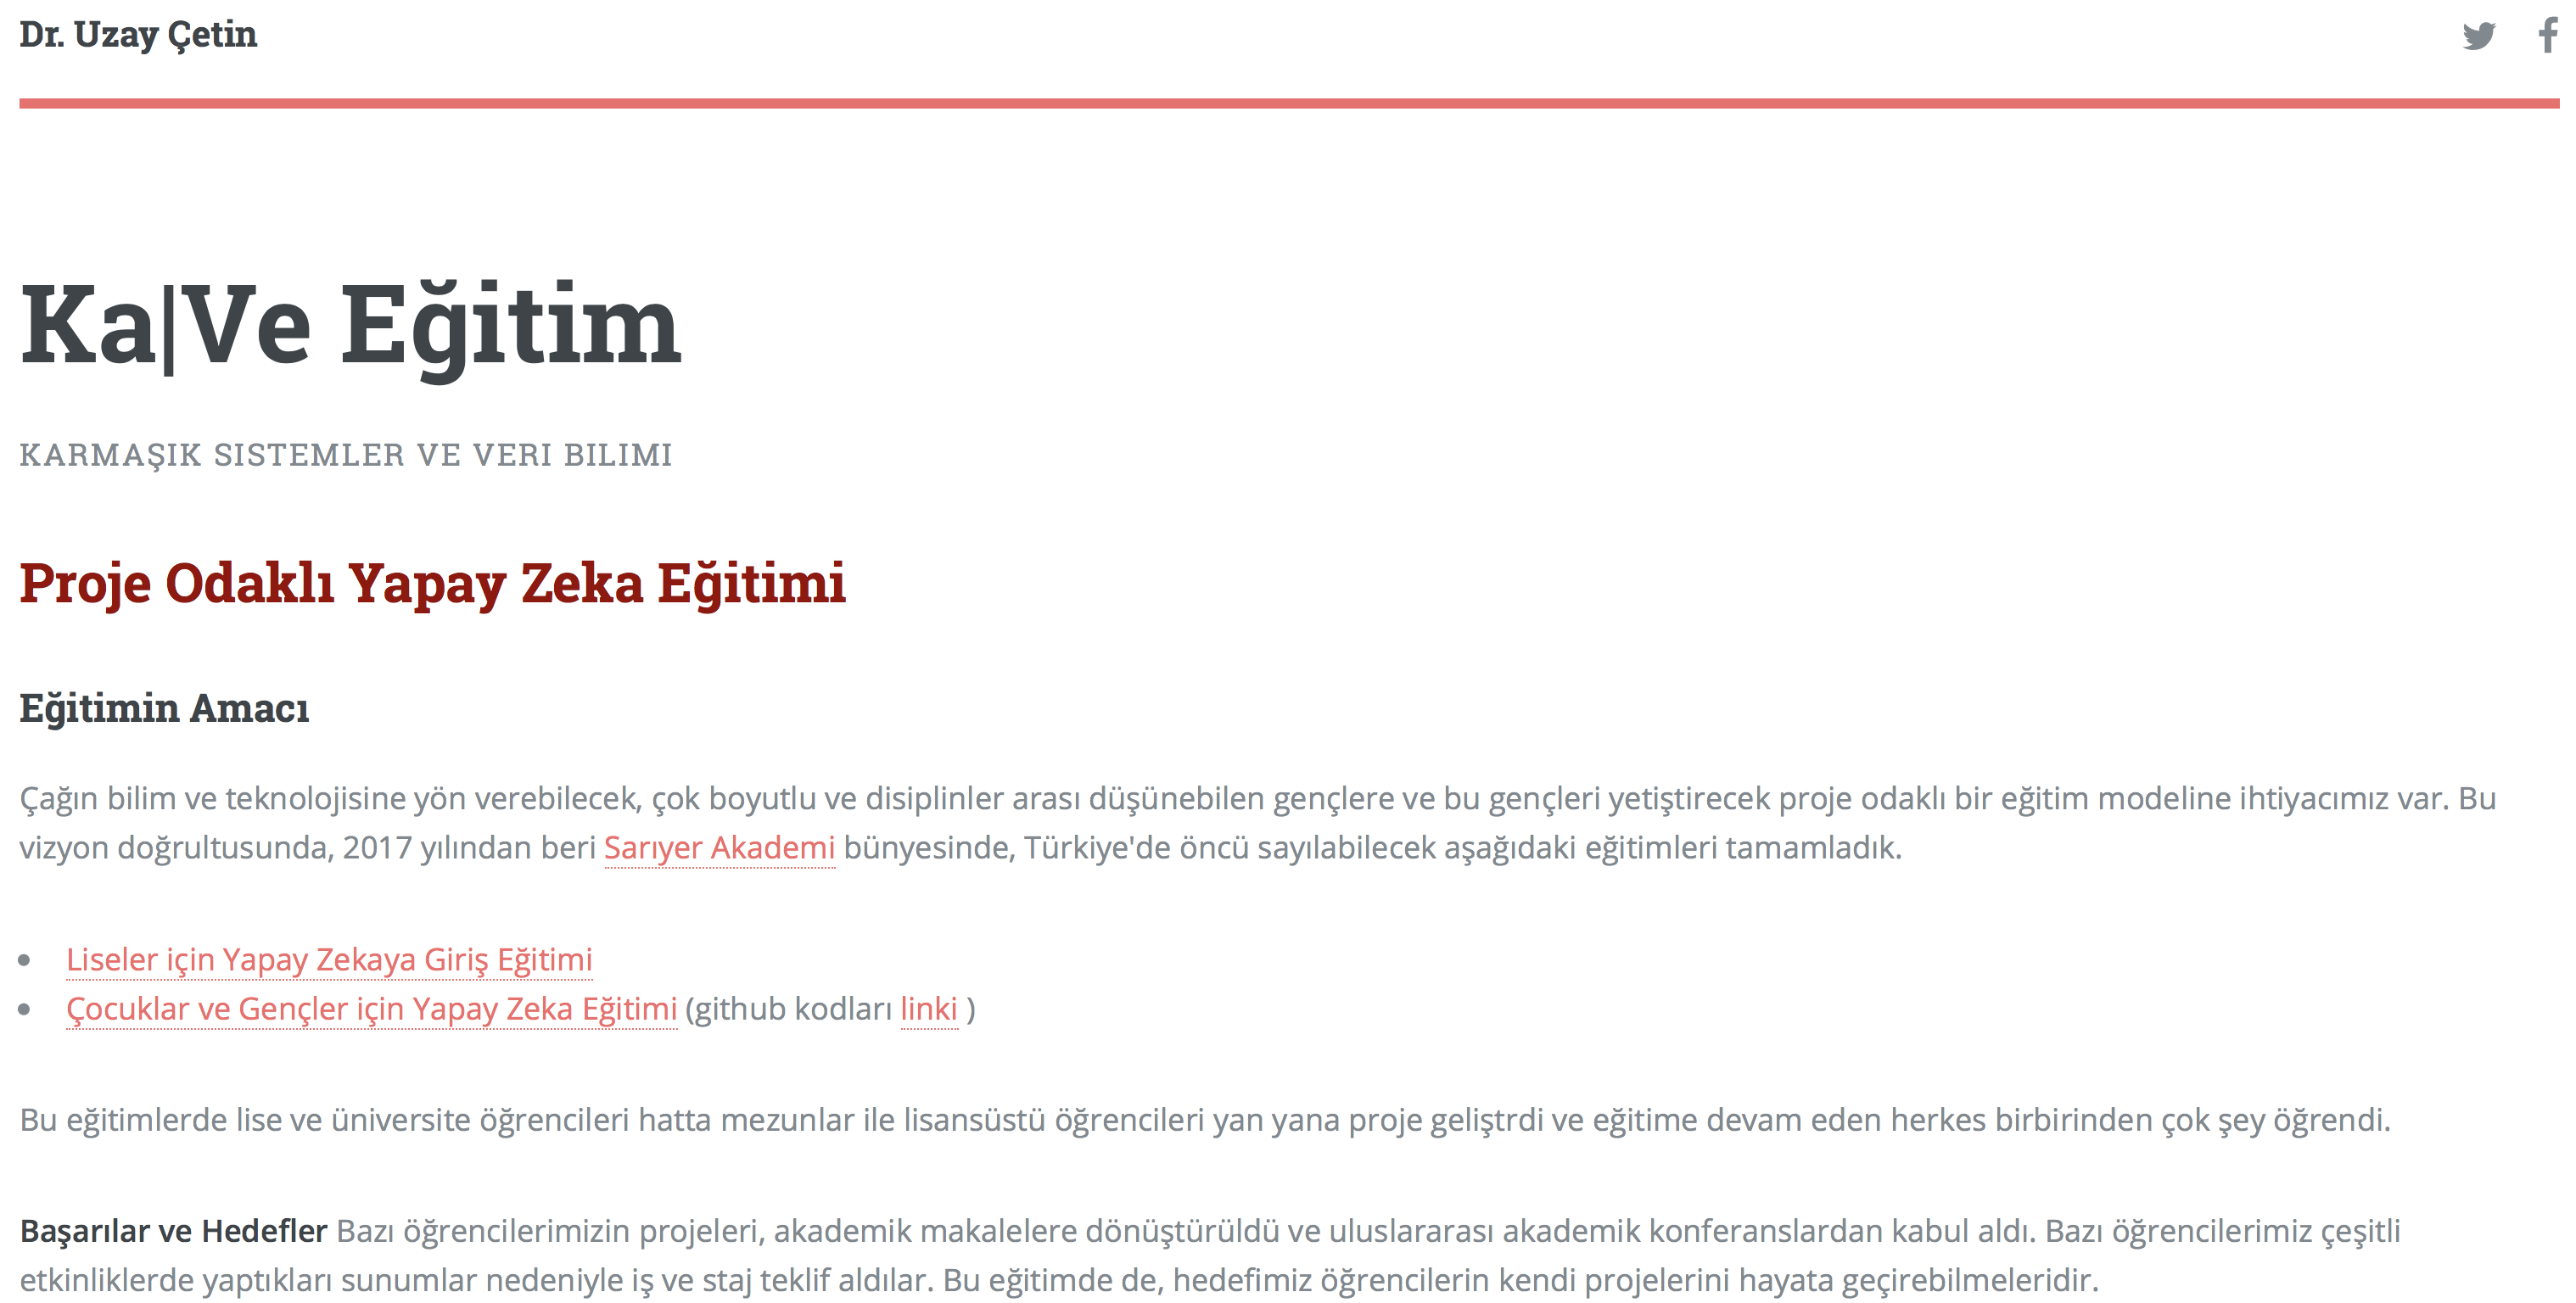 Dr. Uzay Çetin
Ka|Ve Eğitim
KARMAŞIK SISTEMLER VE VERI BILIMI
Proje Odaklı Yapay Zeka Eğitimi
Eğitimin Amacı
Çağın bilim ve teknolojisine yön verebilecek, çok boyutlu ve disiplinler arası düşünebilen gençlere ve bu gençleri yetiştirecek proje odaklı bir eğitim modeline ihtiyacımız var. Bu
vizyon doğrultusunda, 2017 yılından beri Sarıyer Akademi bünyesinde, Türkiye'de öncü sayılabilecek aşağıdaki eğitimleri tamamladık.
• Liseler için Yapay Zekaya Giriş Eğitimi
• Çocuklar ve Gençler için Yapay Zeka Eğitimi (github kodları linki )
Bu eğitimlerde lise ve üniversite öğrencileri hatta mezunlar ile lisansüstü öğrencileri yan yana proje geliştrdi ve eğitime devam eden herkes birbirinden çok şey öğrendi.
Başarılar ve Hedefler Bazı öğrencilerimizin projeleri, akademik makalelere dönüştürüldü ve uluslararası akademik konferanslardan kabul aldı. Bazı öğrencilerimiz çeşitli
etkinliklerde yaptıkları sunumlar nedeniyle iş ve staj teklif aldılar. Bu eğitimde de, hedefimiz öğrencilerin kendi projelerini hayata geçirebilmeleridir.